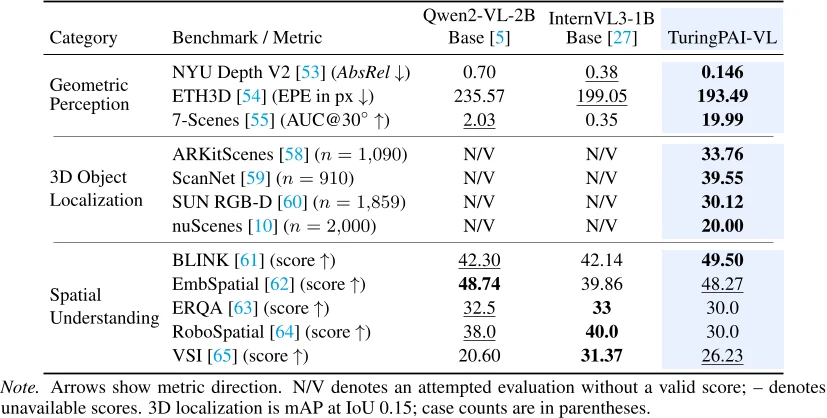 Category Benchmark / Metric Qwen2-VL-2B Base [5] InternVL3-1B Base [27] TuringPAI-VL
Geometric Perception
NYU Depth V2 [53] (AbsRel ↓) 0.70 0.38 0.146
ETH3D [54] (EPE in px ↓) 235.57 199.05 193.49
7-Scenes [55] (AUC@30° ↑) 2.03 0.35 19.99
3D Object Localization
ARKitScenes [58] (n = 1,090) N/V N/V 33.76
ScanNet [59] (n = 910) N/V N/V 39.55
SUN RGB-D [60] (n = 1,859) N/V N/V 30.12
nuScenes [10] (n = 2,000) N/V N/V 20.00
Spatial Understanding
BLINK [61] (score ↑) 42.30 42.14 49.50
EmbSpatial [62] (score ↑) 48.74 39.86 48.27
ERQA [63] (score ↑) 32.5 33 30.0
RoboSpatial [64] (score ↑) 38.0 40.0 30.0
VSI [65] (score ↑) 20.60 31.37 26.23
Note. Arrows show metric direction. N/V denotes an attempted evaluation without a valid score; – denotes
unavailable scores. 3D localization is mAP at IoU 0.15; case counts are in parentheses.